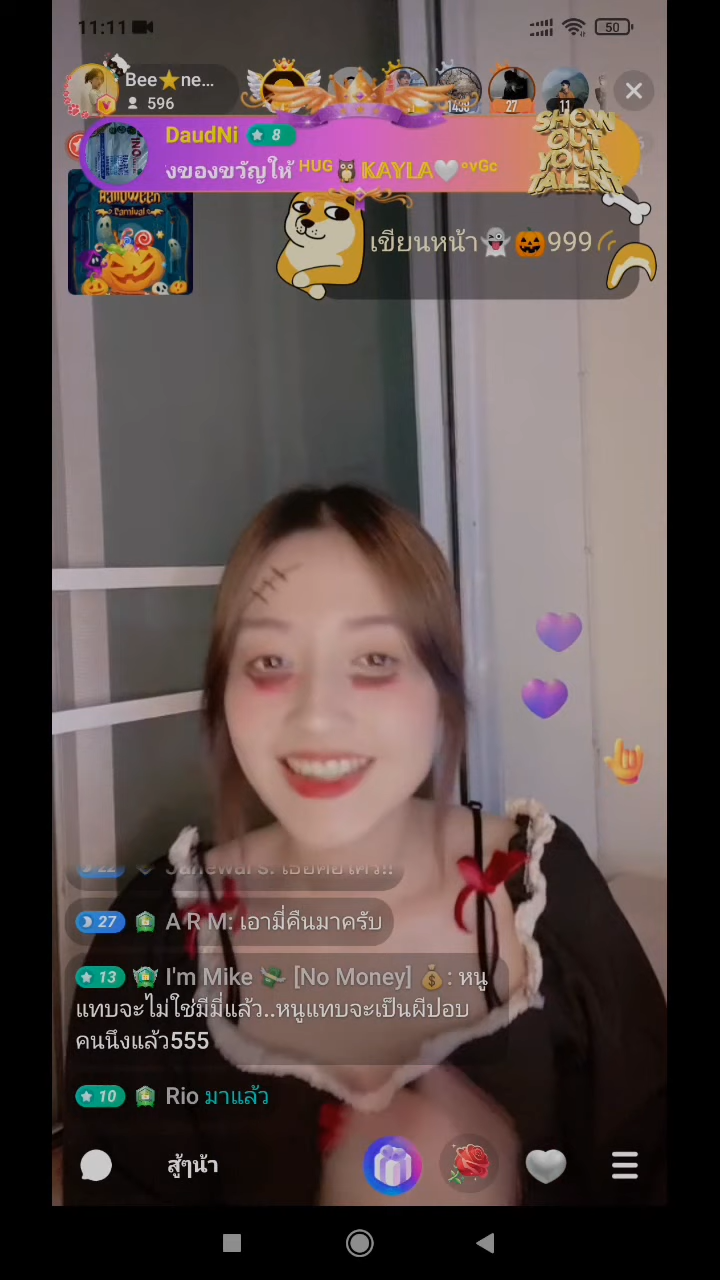 11:11
50
Bee⭐ne...
596
1438
27
11
DaudNi
8
งของขวัญให้ ᴴᵁᴳ🦉𝕂𝔸𝕐𝕃𝔸🤍°ᵛᴳᶜ
SHOW
OUT
YOUR
TALENT
Halloween
Carnival
เขียนหน้า👻🎃999
22
27 A R M: เอามี่คืนมาครับ
13 I'm Mike 💸 [No Money] 💰: หนู
แทบจะไม่ใช่มีมี่แล้ว..หนูแทบจะเป็นผีปอบ
คนนึงแล้ว555
10 Rio มาแล้ว
สู้ๆน้า